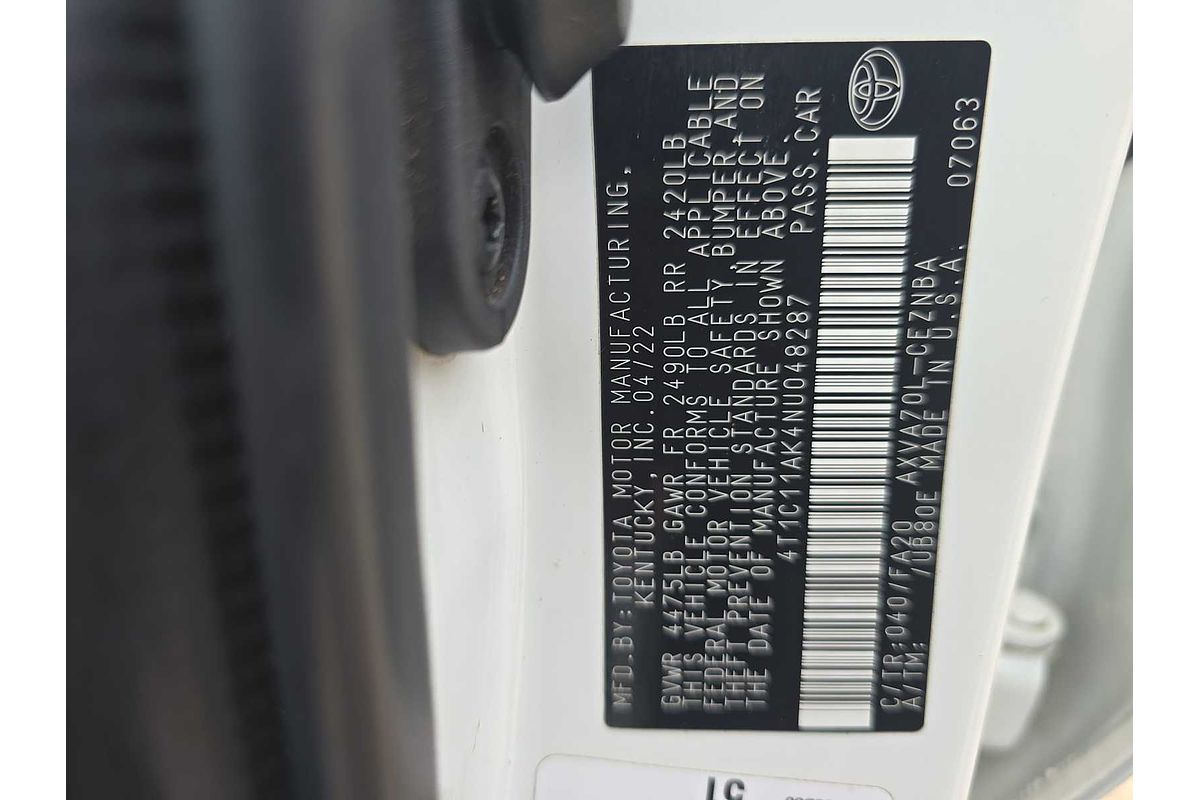 MFD.BY:TOYOTA MOTOR MANUFACTURING,
KENTUCKY,INC.04/22
GVWR 4475LB GAWR FR 2490LB RR 2420LB
THIS VEHICLE CONFORMS TO ALL APPLICABLE
FEDERAL MOTOR VEHICLE SAFETY,BUMPER,AND
THEFT PREVENTION STANDARDS IN EFFECT ON
THE DATE OF MANUFACTURE SHOWN ABOVE.
4T1C11AK4NU048287 PASS.CAR
C/TR:040/FA20 AXVA70L-CEZNBA
A/TM: /UB80E MADE IN U.S.A. 07063